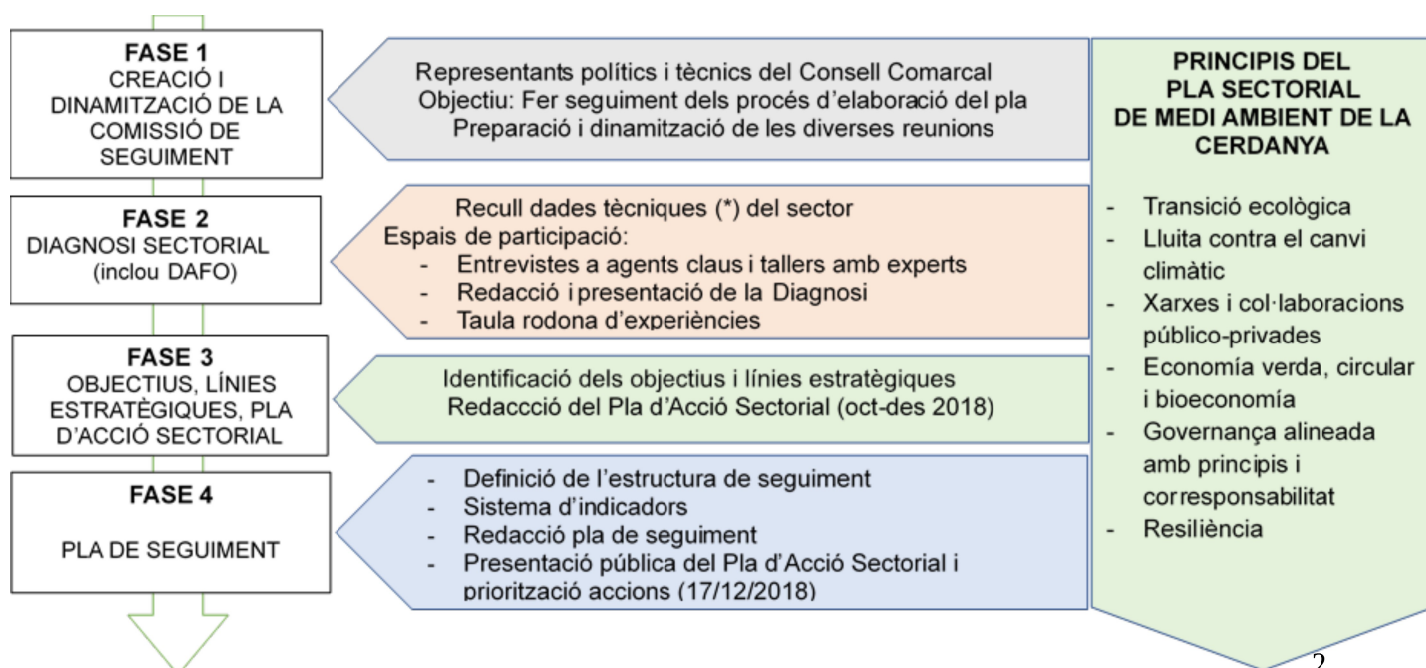 FASE 1
CREACIÓ I
DINAMITZACIÓ DE LA
COMISSIÓ DE
SEGUIMENT
Representants polítics i tècnics del Consell Comarcal
Objectiu: Fer seguiment dels procés d’elaboració del pla
Preparació i dinamització de les diverses reunions
FASE 2
DIAGNOSI SECTORIAL
(inclou DAFO)
Recull dades tècniques (*) del sector
Espais de participació:
- Entrevistes a agents claus i tallers amb experts
- Redacció i presentació de la Diagnosi
- Taula rodona d’experiències
FASE 3
OBJECTIUS, LÍNIES
ESTRATÈGIQUES, PLA
D’ACCIÓ SECTORIAL
Identificació dels objectius i línies estratègiques
Redaccció del Pla d’Acció Sectorial (oct-des 2018)
FASE 4
PLA DE SEGUIMENT
- Definició de l’estructura de seguiment
- Sistema d’indicadors
- Redacció pla de seguiment
- Presentació pública del Pla d’Acció Sectorial i
priorització accions (17/12/2018)
PRINCIPIS DEL
PLA SECTORIAL
DE MEDI AMBIENT DE LA
CERDANYA
- Transició ecològica
- Lluita contra el canvi
climàtic
- Xarxes i col·laboracions
público-privades
- Economía verda, circular
i bioeconomía
- Governança alineada
amb principis i
corresponsabilitat
- Resiliència
2